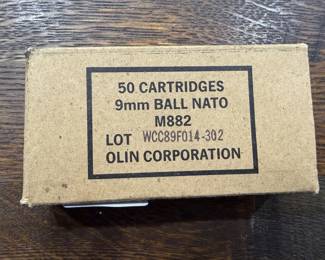 50 CARTRIDGES
9mm BALL NATO
M882
LOT WCC89F014-302
OLIN CORPORATION